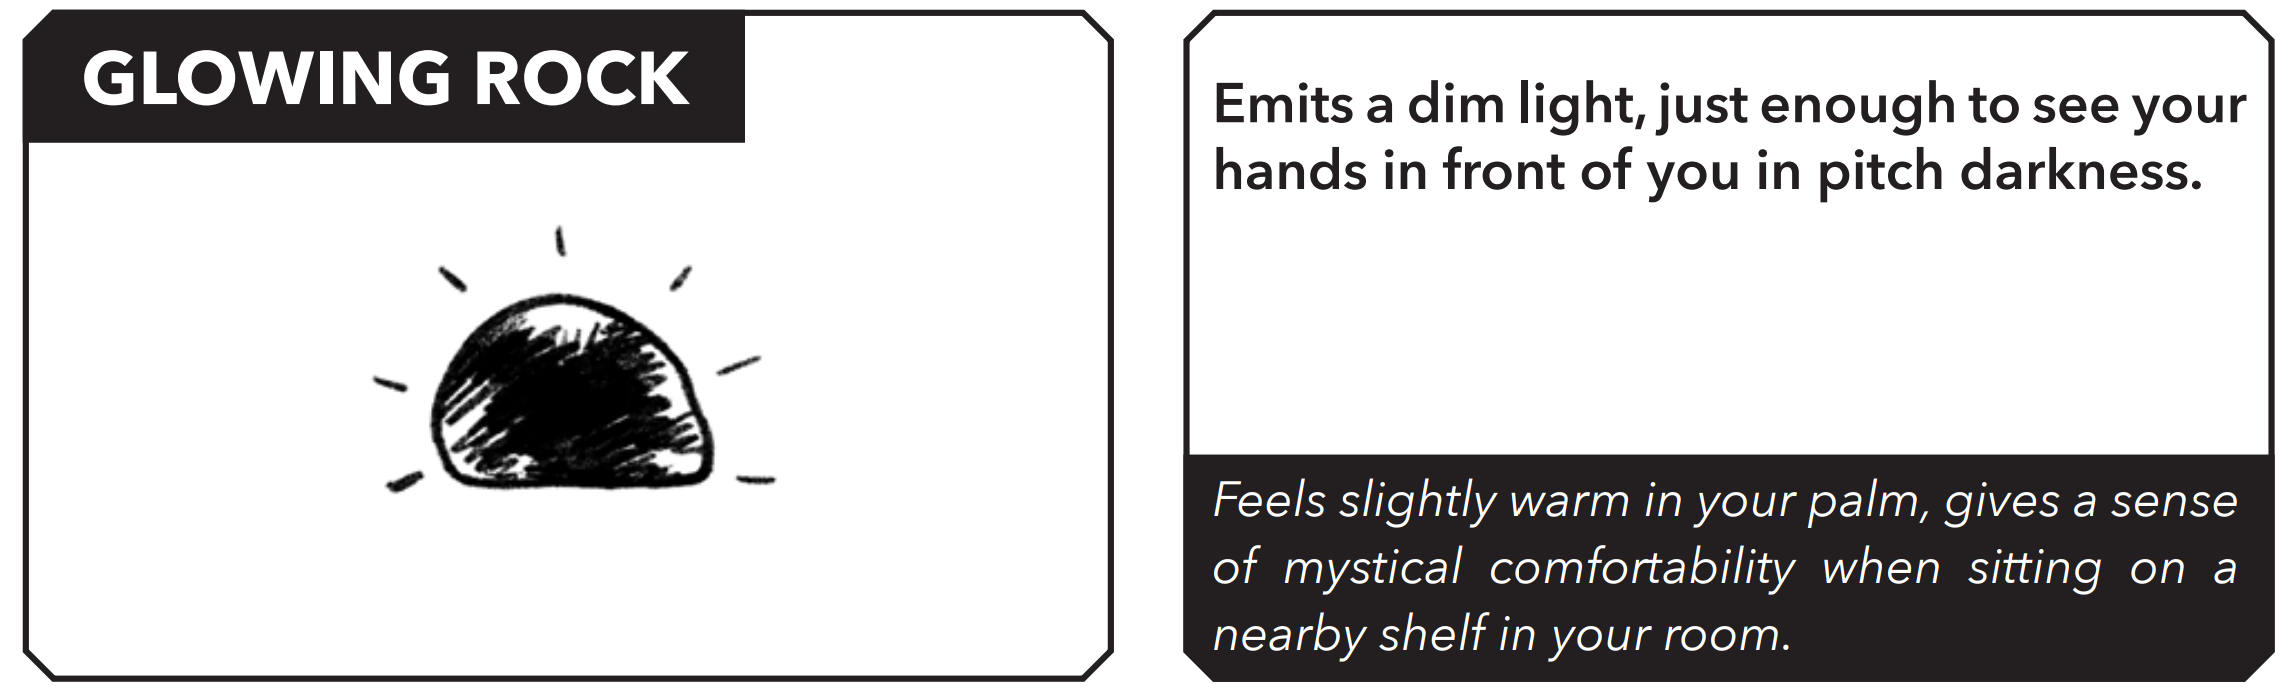 GLOWING ROCK
Emits a dim light, just enough to see your
hands in front of you in pitch darkness.
Feels slightly warm in your palm, gives a sense
of mystical comfortability when sitting on a
nearby shelf in your room.